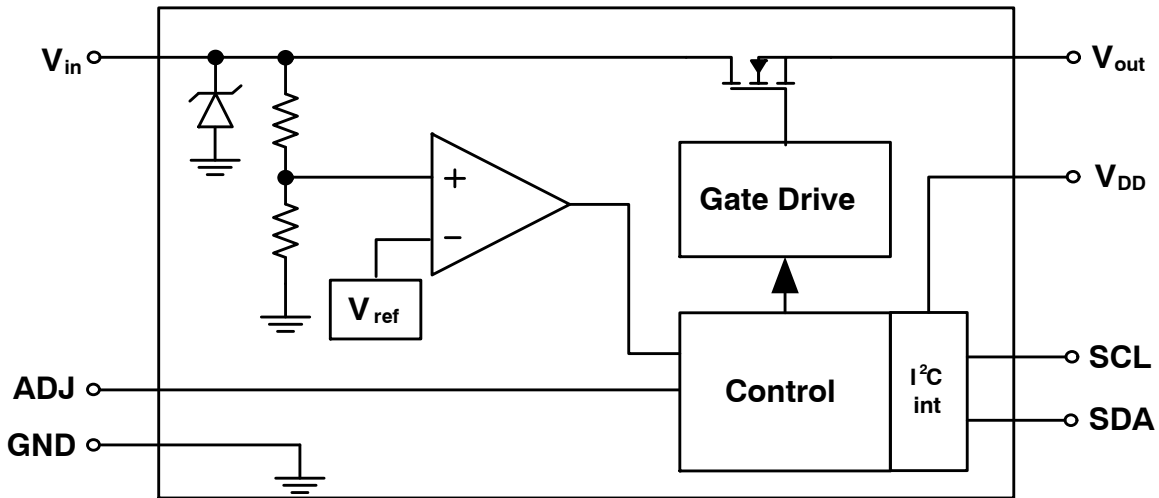 Vin
Vout
VDD
+
Gate Drive
−
Vref
SCL
ADJ
Control
I²C
int
SDA
GND